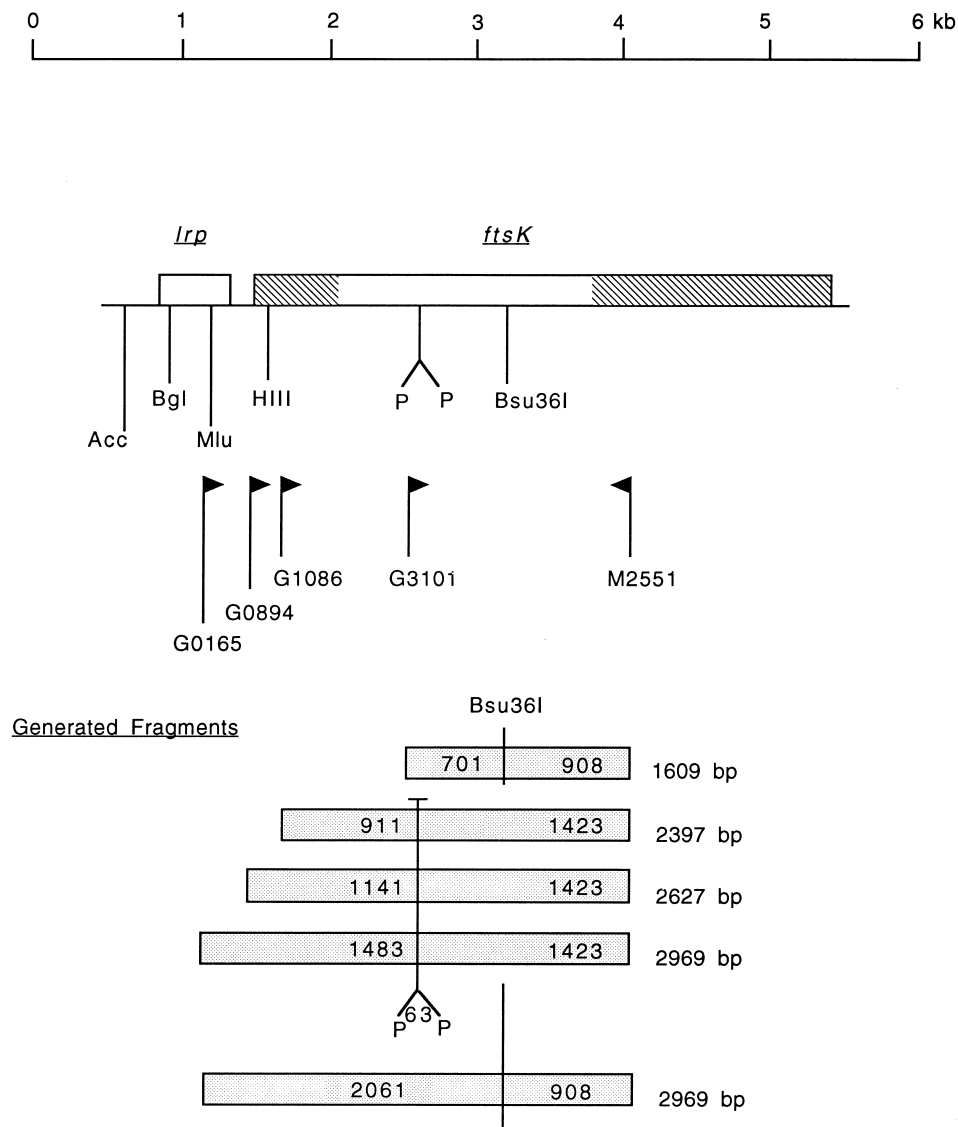 0 1 2 3 4 5 6 kb
lrp ftsK
BgI HIII P P Bsu36I
Acc Mlu
G1086 G3101 M2551
G0894
G0165
Bsu36I
Generated Fragments
701 908 1609 bp
911 1423 2397 bp
1141 1423 2627 bp
1483 1423 2969 bp
P 63 P
2061 908 2969 bp